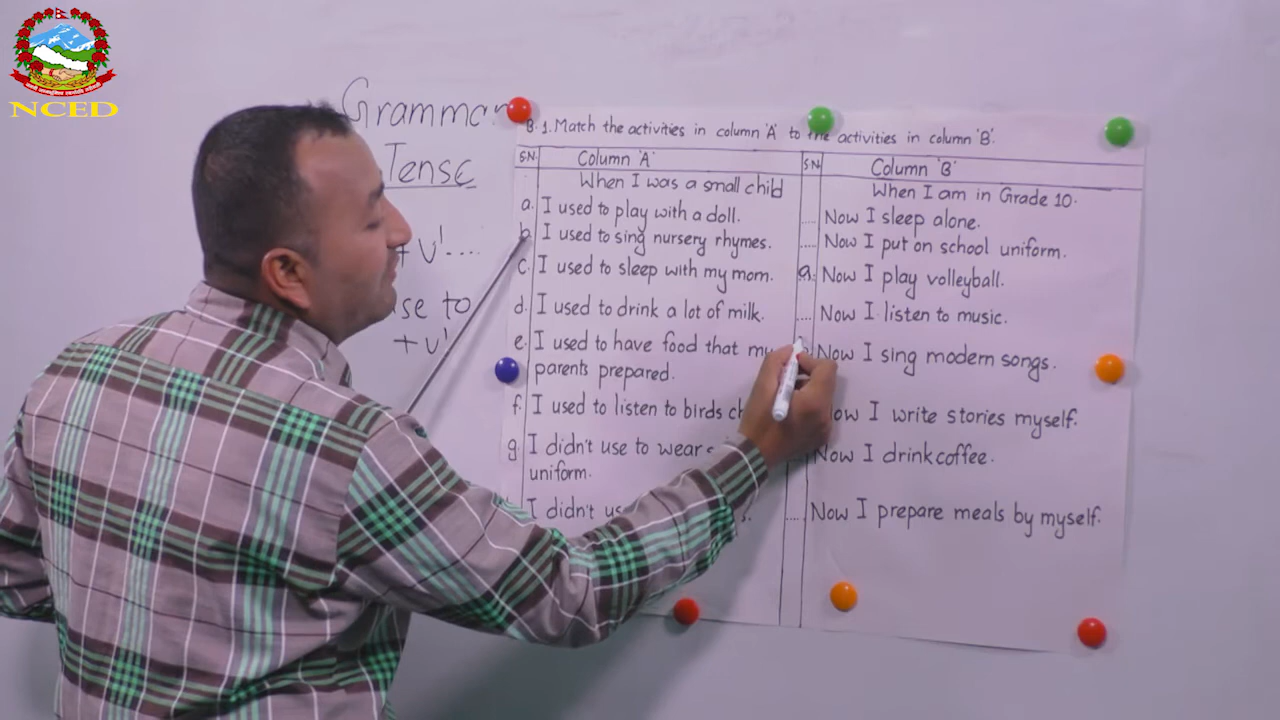 NCED
Grammar
Tense
+v¹....
se to
+v¹
B. 1. Match the activities in column 'A' to the activities in column 'B'.
SN. Column 'A' SN Column 'B'
When I was a small child When I am in Grade 10.
a. I used to play with a doll. .... Now I sleep alone.
b. I used to sing nursery rhymes. .... Now I put on school uniform.
c. I used to sleep with my mom. a. Now I play volleyball.
d. I used to drink a lot of milk. .... Now I listen to music.
e. I used to have food that my Now I sing modern songs.
parents prepared.
f. I used to listen to birds Now I write stories myself.
g. I didn't use to wear Now I drink coffee.
uniform.
I didn't .... Now I prepare meals by myself.